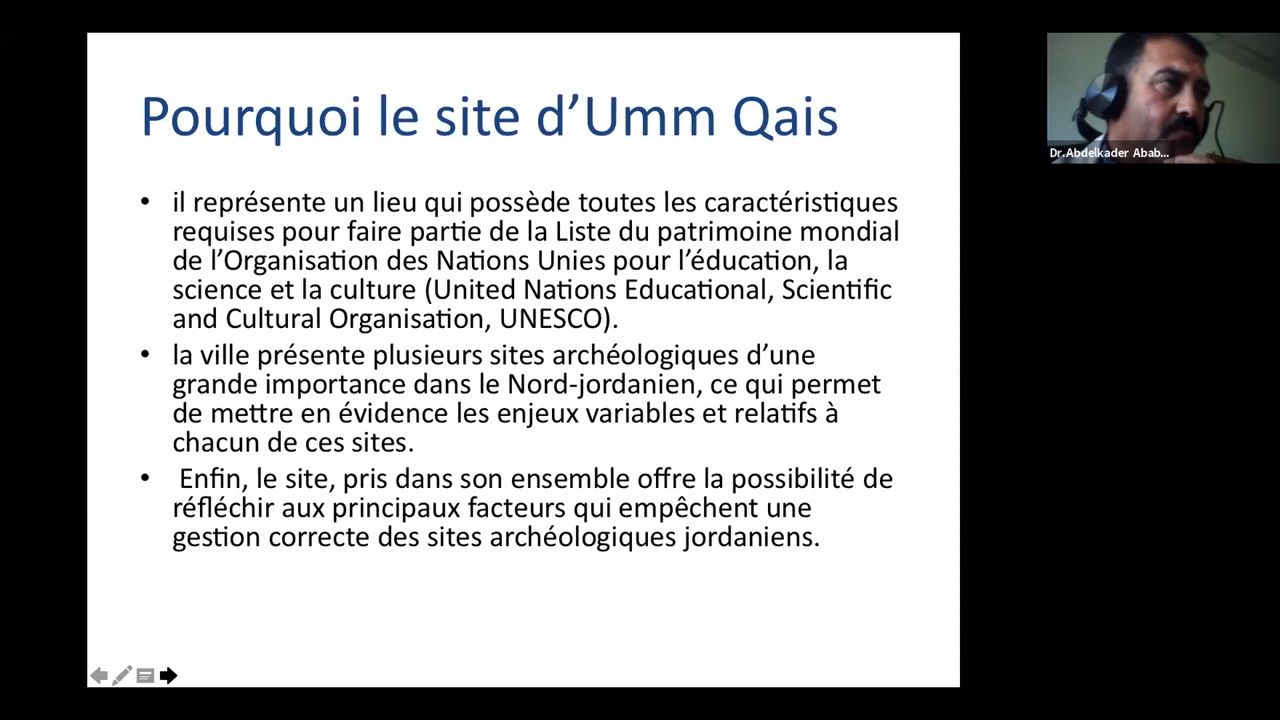 Pourquoi le site d’Umm Qais
• il représente un lieu qui possède toutes les caractéristiques
requises pour faire partie de la Liste du patrimoine mondial
de l’Organisation des Nations Unies pour l’éducation, la
science et la culture (United Nations Educational, Scientific
and Cultural Organisation, UNESCO).
• la ville présente plusieurs sites archéologiques d’une
grande importance dans le Nord-jordanien, ce qui permet
de mettre en évidence les enjeux variables et relatifs à
chacun de ces sites.
• Enfin, le site, pris dans son ensemble offre la possibilité de
réfléchir aux principaux facteurs qui empêchent une
gestion correcte des sites archéologiques jordaniens.
Dr.Abdelkader Abab...